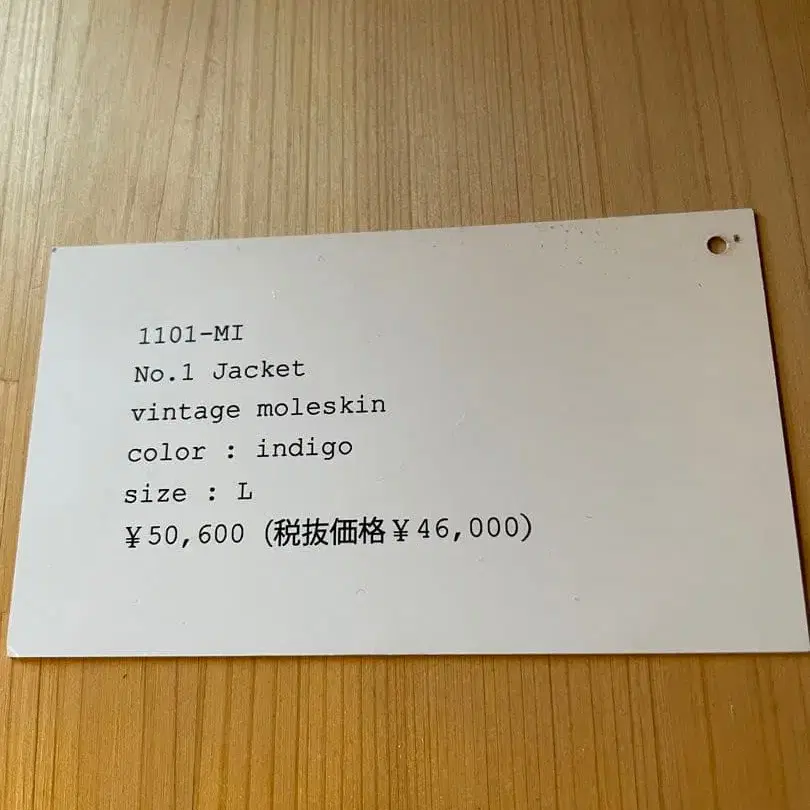 1101-MI
No.1 Jacket
vintage moleskin
color : indigo
size : L
￥50,600 (税抜価格￥46,000)